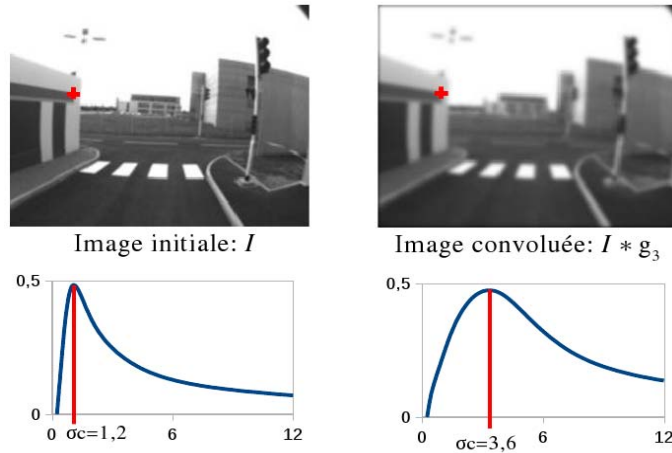 Image initiale: I
Image convoluée: I * g₃
0,5
0
0
6
12
σc=1,2
0,5
0
0
6
12
σc=3,6